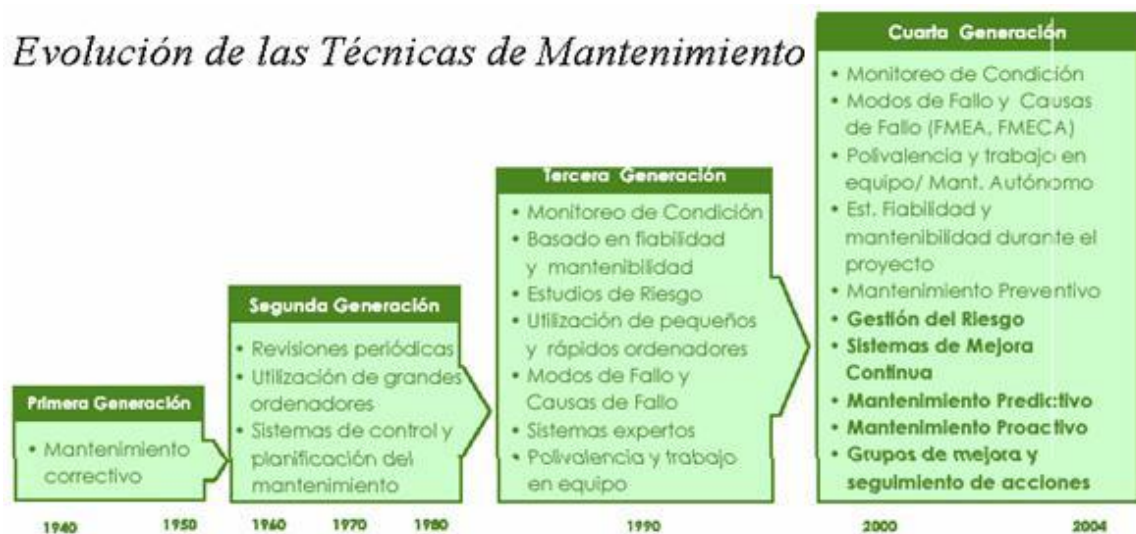 Evolución de las Técnicas de Mantenimiento
Primera Generación
• Mantenimiento
correctivo
Segunda Generación
• Revisiones periódicas
• Utilización de grandes
ordenadores
• Sistemas de control y
planificación del
mantenimiento
Tercera Generación
• Monitoreo de Condición
• Basado en fiabilidad
y mantenibilidad
• Estudios de Riesgo
• Utilización de pequeños
y rápidos ordenadores
• Modos de Fallo y
Causas de Fallo
• Sistemas expertos
• Polivalencia y trabajo
en equipo
Cuarta Generación
• Monitoreo de Condición
• Modos de Fallo y Causas
de Fallo (FMEA, FMECA)
• Polivalencia y trabajo en
equipo/ Mant. Autónomo
• Est. Fiabilidad y
mantenibilidad durante el
proyecto
• Mantenimiento Preventivo
• Gestión del Riesgo
• Sistemas de Mejora
Continua
• Mantenimiento Predictivo
• Mantenimiento Proactivo
• Grupos de mejora y
seguimiento de acciones
1940 1950 1960 1970 1980 1990 2000 2004